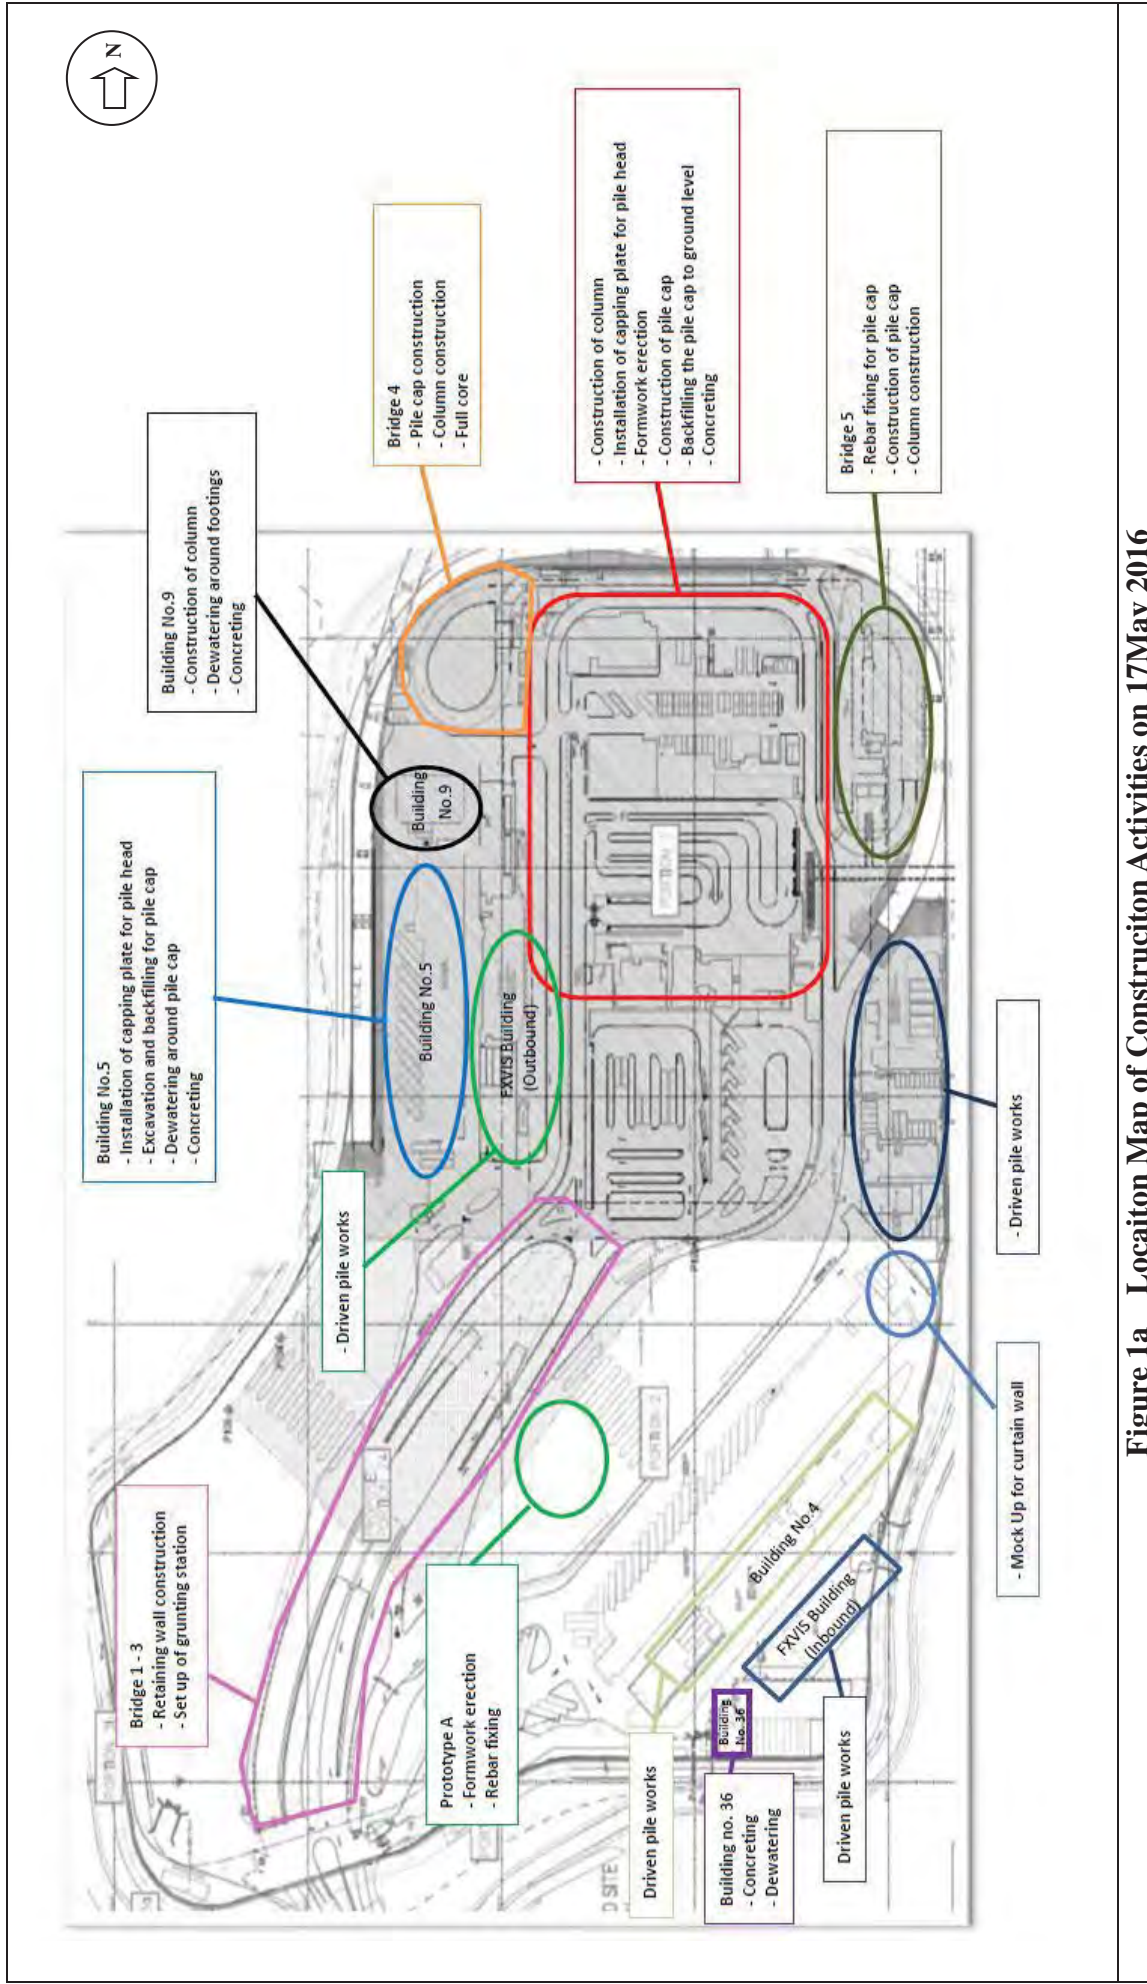 N
Building No.5
- Installation of capping plate for pile head
- Excavation and backfilling for pile cap
- Dewatering around pile cap
- Concreting
Building No.9
- Construction of column
- Dewatering around footings
- Concreting
Bridge 4
- Pile cap construction
- Column construction
- Full core
- Construction of column
- Installation of capping plate for pile head
- Formwork erection
- Construction of pile cap
- Backfilling the pile cap to ground level
- Concreting
Bridge 5
- Rebar fixing for pile cap
- Construction of pile cap
- Column construction
Bridge 1 - 3
- Retaining wall construction
- Set up of grunting station
- Driven pile works
Prototype A
- Formwork erection
- Rebar fixing
Driven pile works
Building no. 36
- Concreting
- Dewatering
Driven pile works
- Mock Up for curtain wall
- Driven pile works
Building No.5
Building
No.9
FXVIS Building
(Outbound)
Building No.4
FXVIS Building
(Inbound)
Building
No. 36
D SITE
Figure 1a Locaiton Map of Construciton Activities on 17May 2016